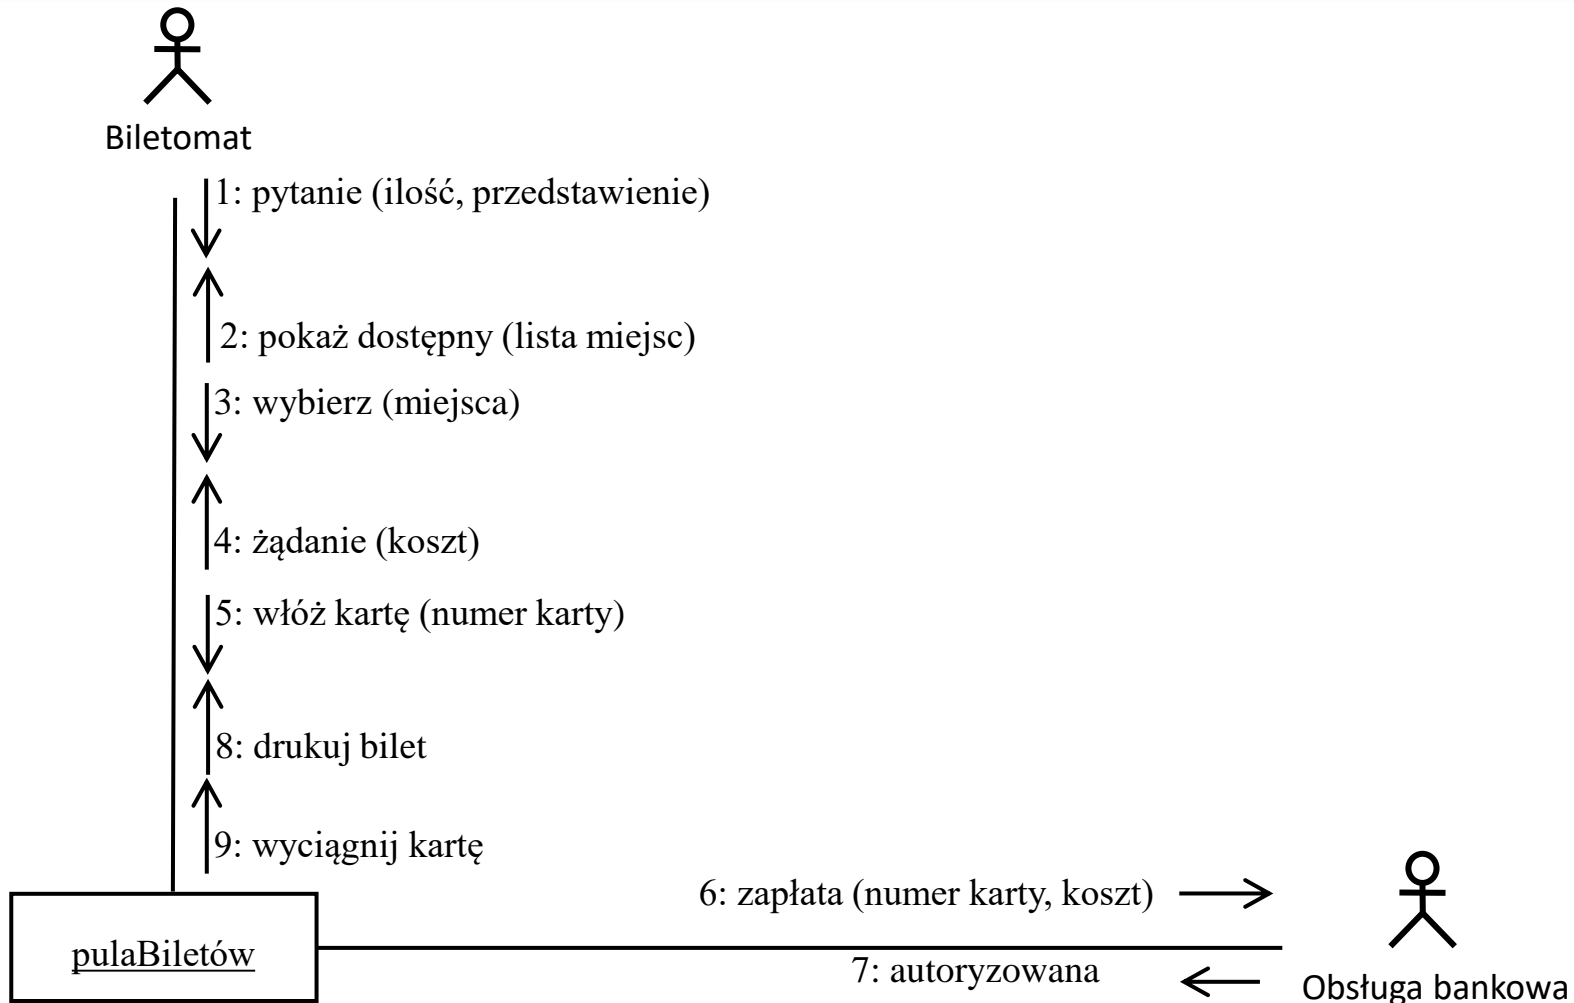 Biletomat
1: pytanie (ilość, przedstawienie)
2: pokaż dostępny (lista miejsc)
3: wybierz (miejsca)
4: żądanie (koszt)
5: włóż kartę (numer karty)
8: drukuj bilet
9: wyciągnij kartę
6: zapłata (numer karty, koszt)
pulaBiletów
7: autoryzowana
Obsługa bankowa